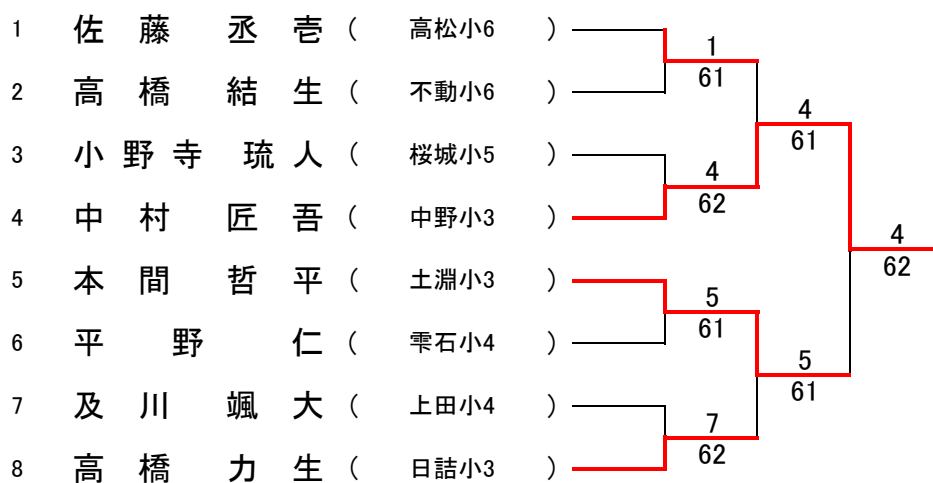 1 佐藤 丞壱 ( 高松小6 )
2 高橋 結生 ( 不動小6 )
3 小野寺 琉人 ( 桜城小5 )
4 中村 匠吾 ( 中野小3 )
5 本間 哲平 ( 土淵小3 )
6 平野 仁 ( 雫石小4 )
7 及川 颯大 ( 上田小4 )
8 高橋 力生 ( 日詰小3 )
1
61
4
62
5
61
7
62
4
61
5
61
4
62